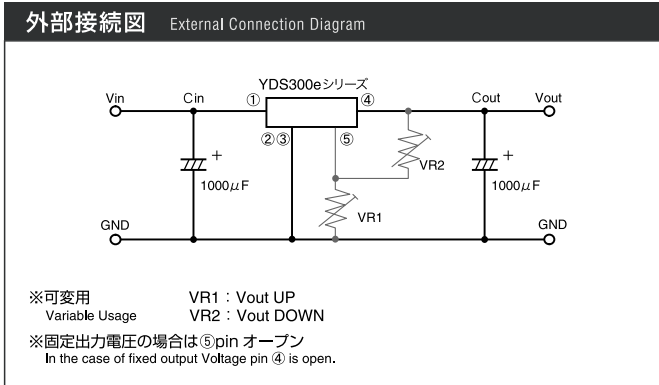 外部接続図 External Connection Diagram
YDS300eシリーズ
Vin Cin ① ④ Cout Vout
②③ ⑤
+ VR2 +
1000μF 1000μF
VR1
GND GND
※可変用 VR1：Vout UP
Variable Usage VR2：Vout DOWN
※固定出力電圧の場合は⑤pin オープン
In the case of fixed output Voltage pin ④ is open.